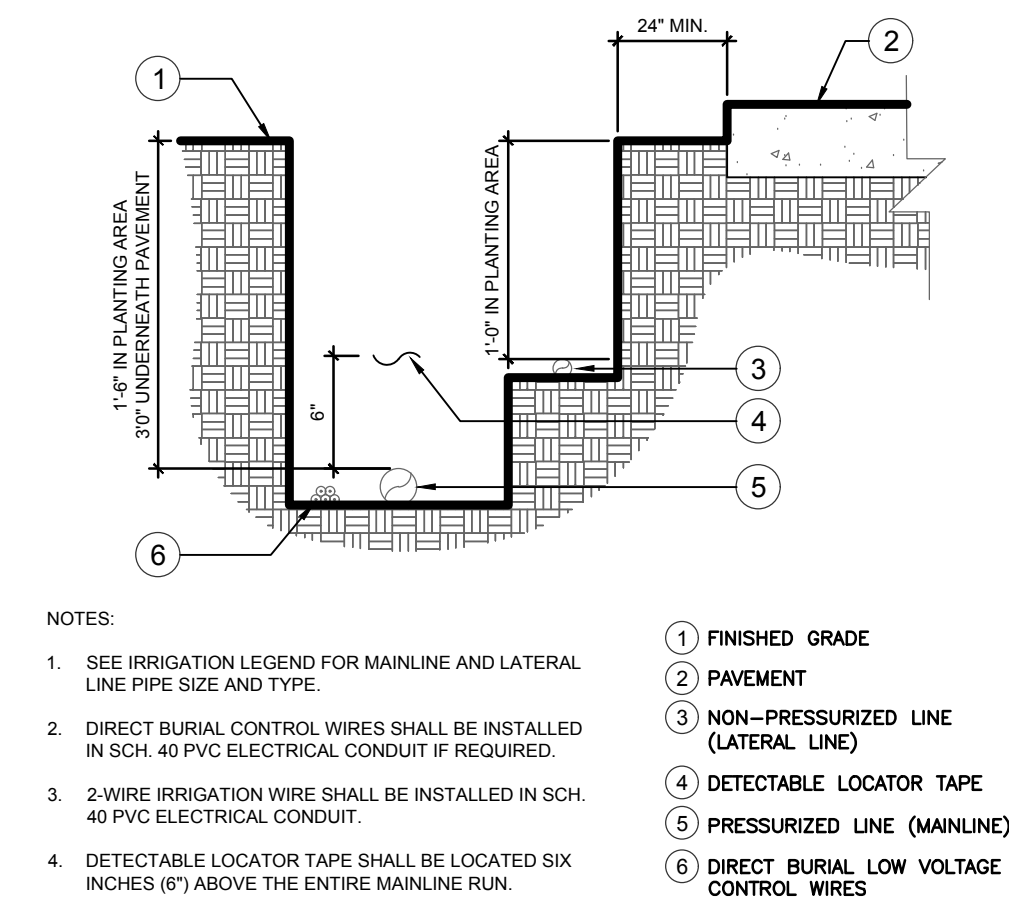 24" MIN.
2
1
1'-6" IN PLANTING AREA
3'0" UNDERNEATH PAVEMENT
1'-0" IN PLANTING AREA
6"
3
4
5
6
NOTES:
1. SEE IRRIGATION LEGEND FOR MAINLINE AND LATERAL
LINE PIPE SIZE AND TYPE.
2. DIRECT BURIAL CONTROL WIRES SHALL BE INSTALLED
IN SCH. 40 PVC ELECTRICAL CONDUIT IF REQUIRED.
3. 2-WIRE IRRIGATION WIRE SHALL BE INSTALLED IN SCH.
40 PVC ELECTRICAL CONDUIT.
4. DETECTABLE LOCATOR TAPE SHALL BE LOCATED SIX
INCHES (6") ABOVE THE ENTIRE MAINLINE RUN.
1 FINISHED GRADE
2 PAVEMENT
3 NON-PRESSURIZED LINE
(LATERAL LINE)
4 DETECTABLE LOCATOR TAPE
5 PRESSURIZED LINE (MAINLINE)
6 DIRECT BURIAL LOW VOLTAGE
CONTROL WIRES